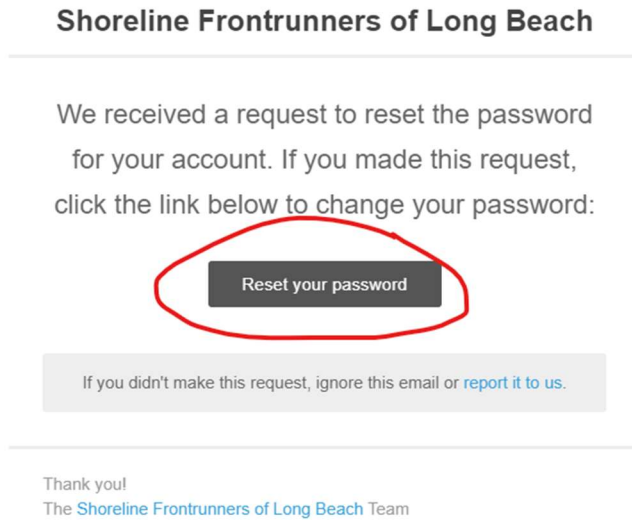 Shoreline Frontrunners of Long Beach
We received a request to reset the password
for your account. If you made this request,
click the link below to change your password:
Reset your password
If you didn't make this request, ignore this email or report it to us.
Thank you!
The Shoreline Frontrunners of Long Beach Team